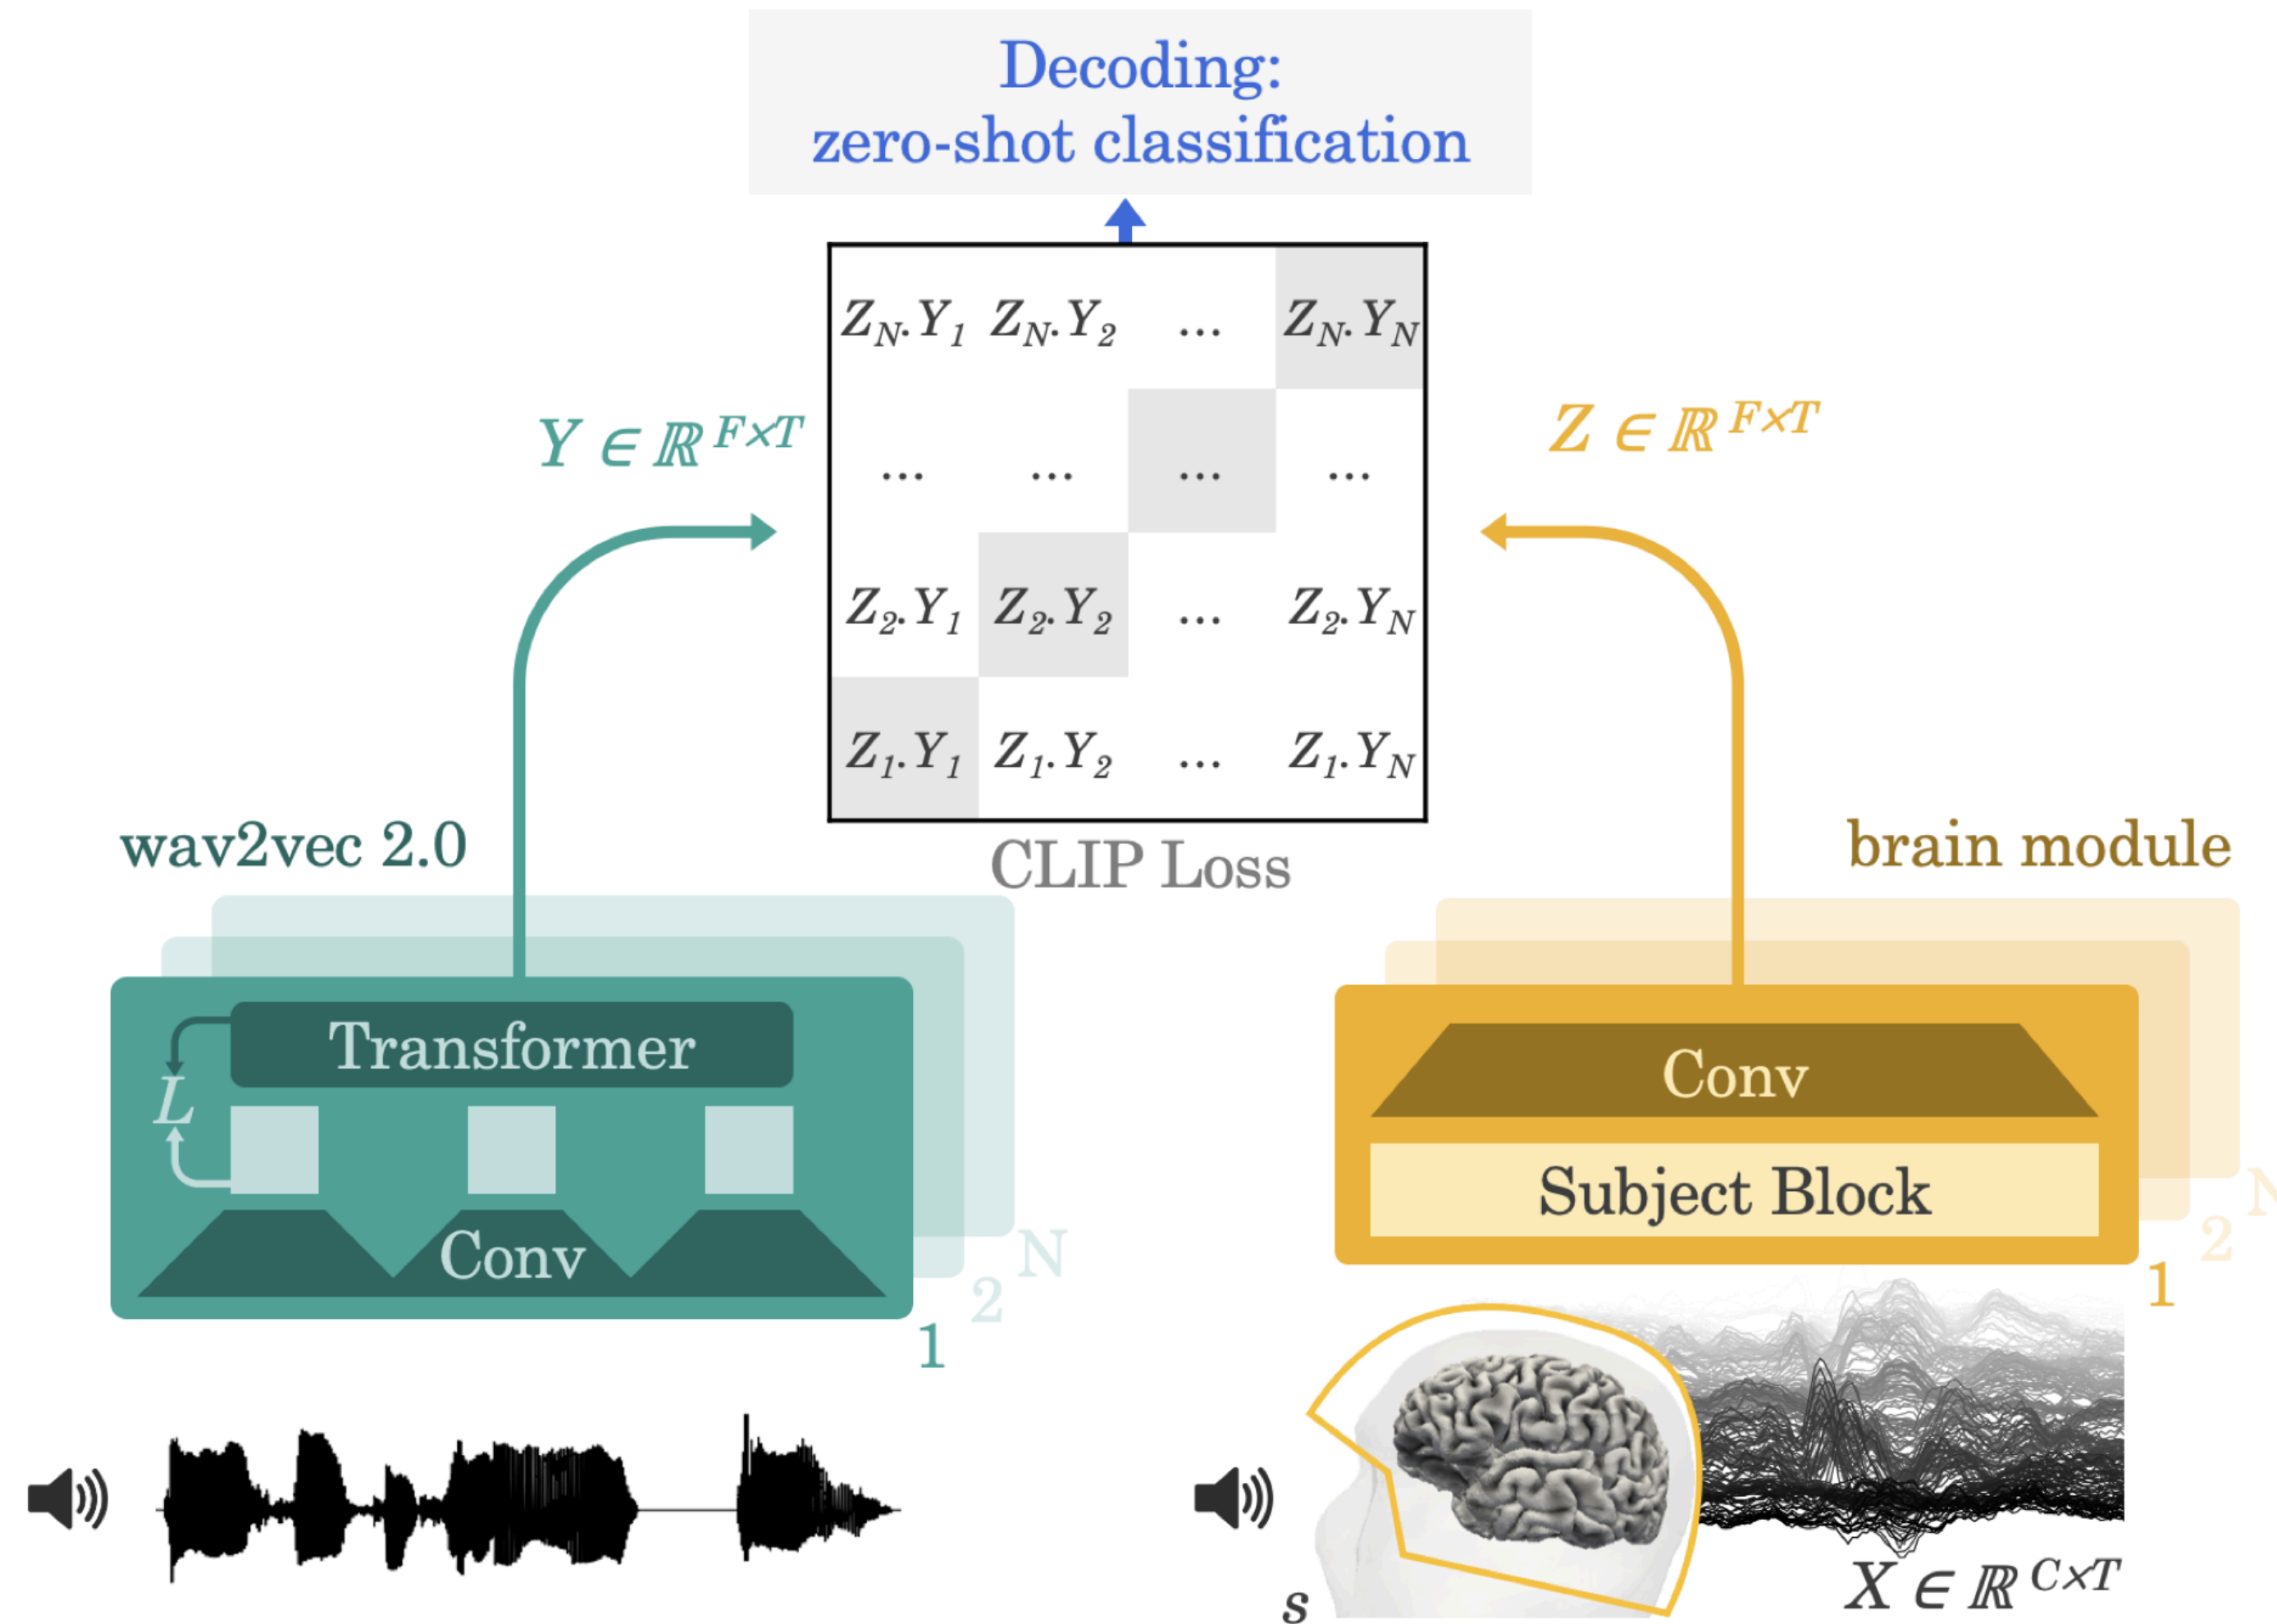 Decoding:
zero-shot classification
Z_N.Y_1 Z_N.Y_2 ... Z_N.Y_N
... ... ... ...
Z_2.Y_1 Z_2.Y_2 ... Z_2.Y_N
Z_1.Y_1 Z_1.Y_2 ... Z_1.Y_N
CLIP Loss
Y ∈ ℝ^{F×T}
Z ∈ ℝ^{F×T}
wav2vec 2.0
Transformer
L
Conv
1
2
N
brain module
Conv
Subject Block
1
2
N
s
X ∈ ℝ^{C×T}